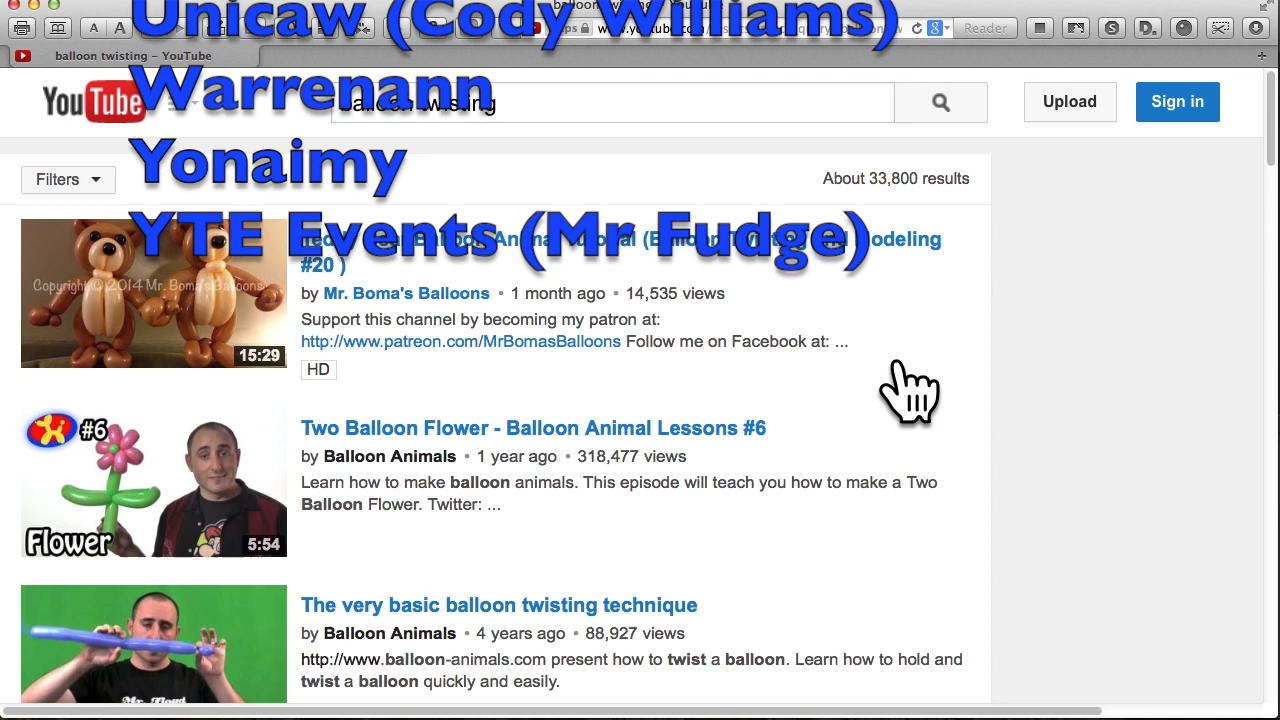 Unicaw (Cody Williams)
balloon twisting – YouTube
Reader
YouTube
Warrenann
balloon twisting
Upload
Sign in
Yonaimy
Filters
About 33,800 results
YTE Events (Mr Fudge)
#20 )
Copyright © 2014 Mr. Boma's Balloons
15:29
by Mr. Boma's Balloons • 1 month ago • 14,535 views
Support this channel by becoming my patron at:
http://www.patreon.com/MrBomasBalloons Follow me on Facebook at: ...
HD
#6
Flower
5:54
Two Balloon Flower - Balloon Animal Lessons #6
by Balloon Animals • 1 year ago • 318,477 views
Learn how to make balloon animals. This episode will teach you how to make a Two
Balloon Flower. Twitter: ...
The very basic balloon twisting technique
by Balloon Animals • 4 years ago • 88,927 views
http://www.balloon-animals.com present how to twist a balloon. Learn how to hold and
twist a balloon quickly and easily.